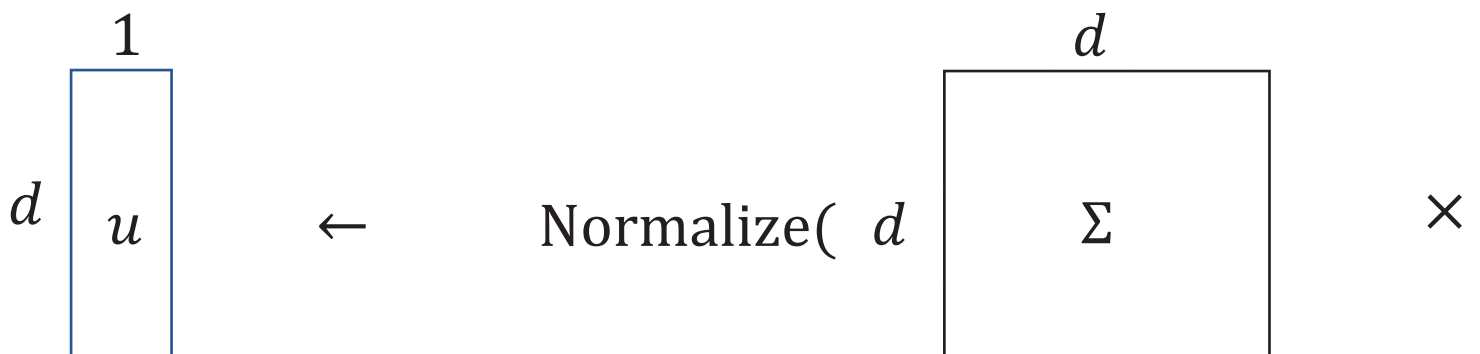 1 d
d u ← Normalize( d Σ ×